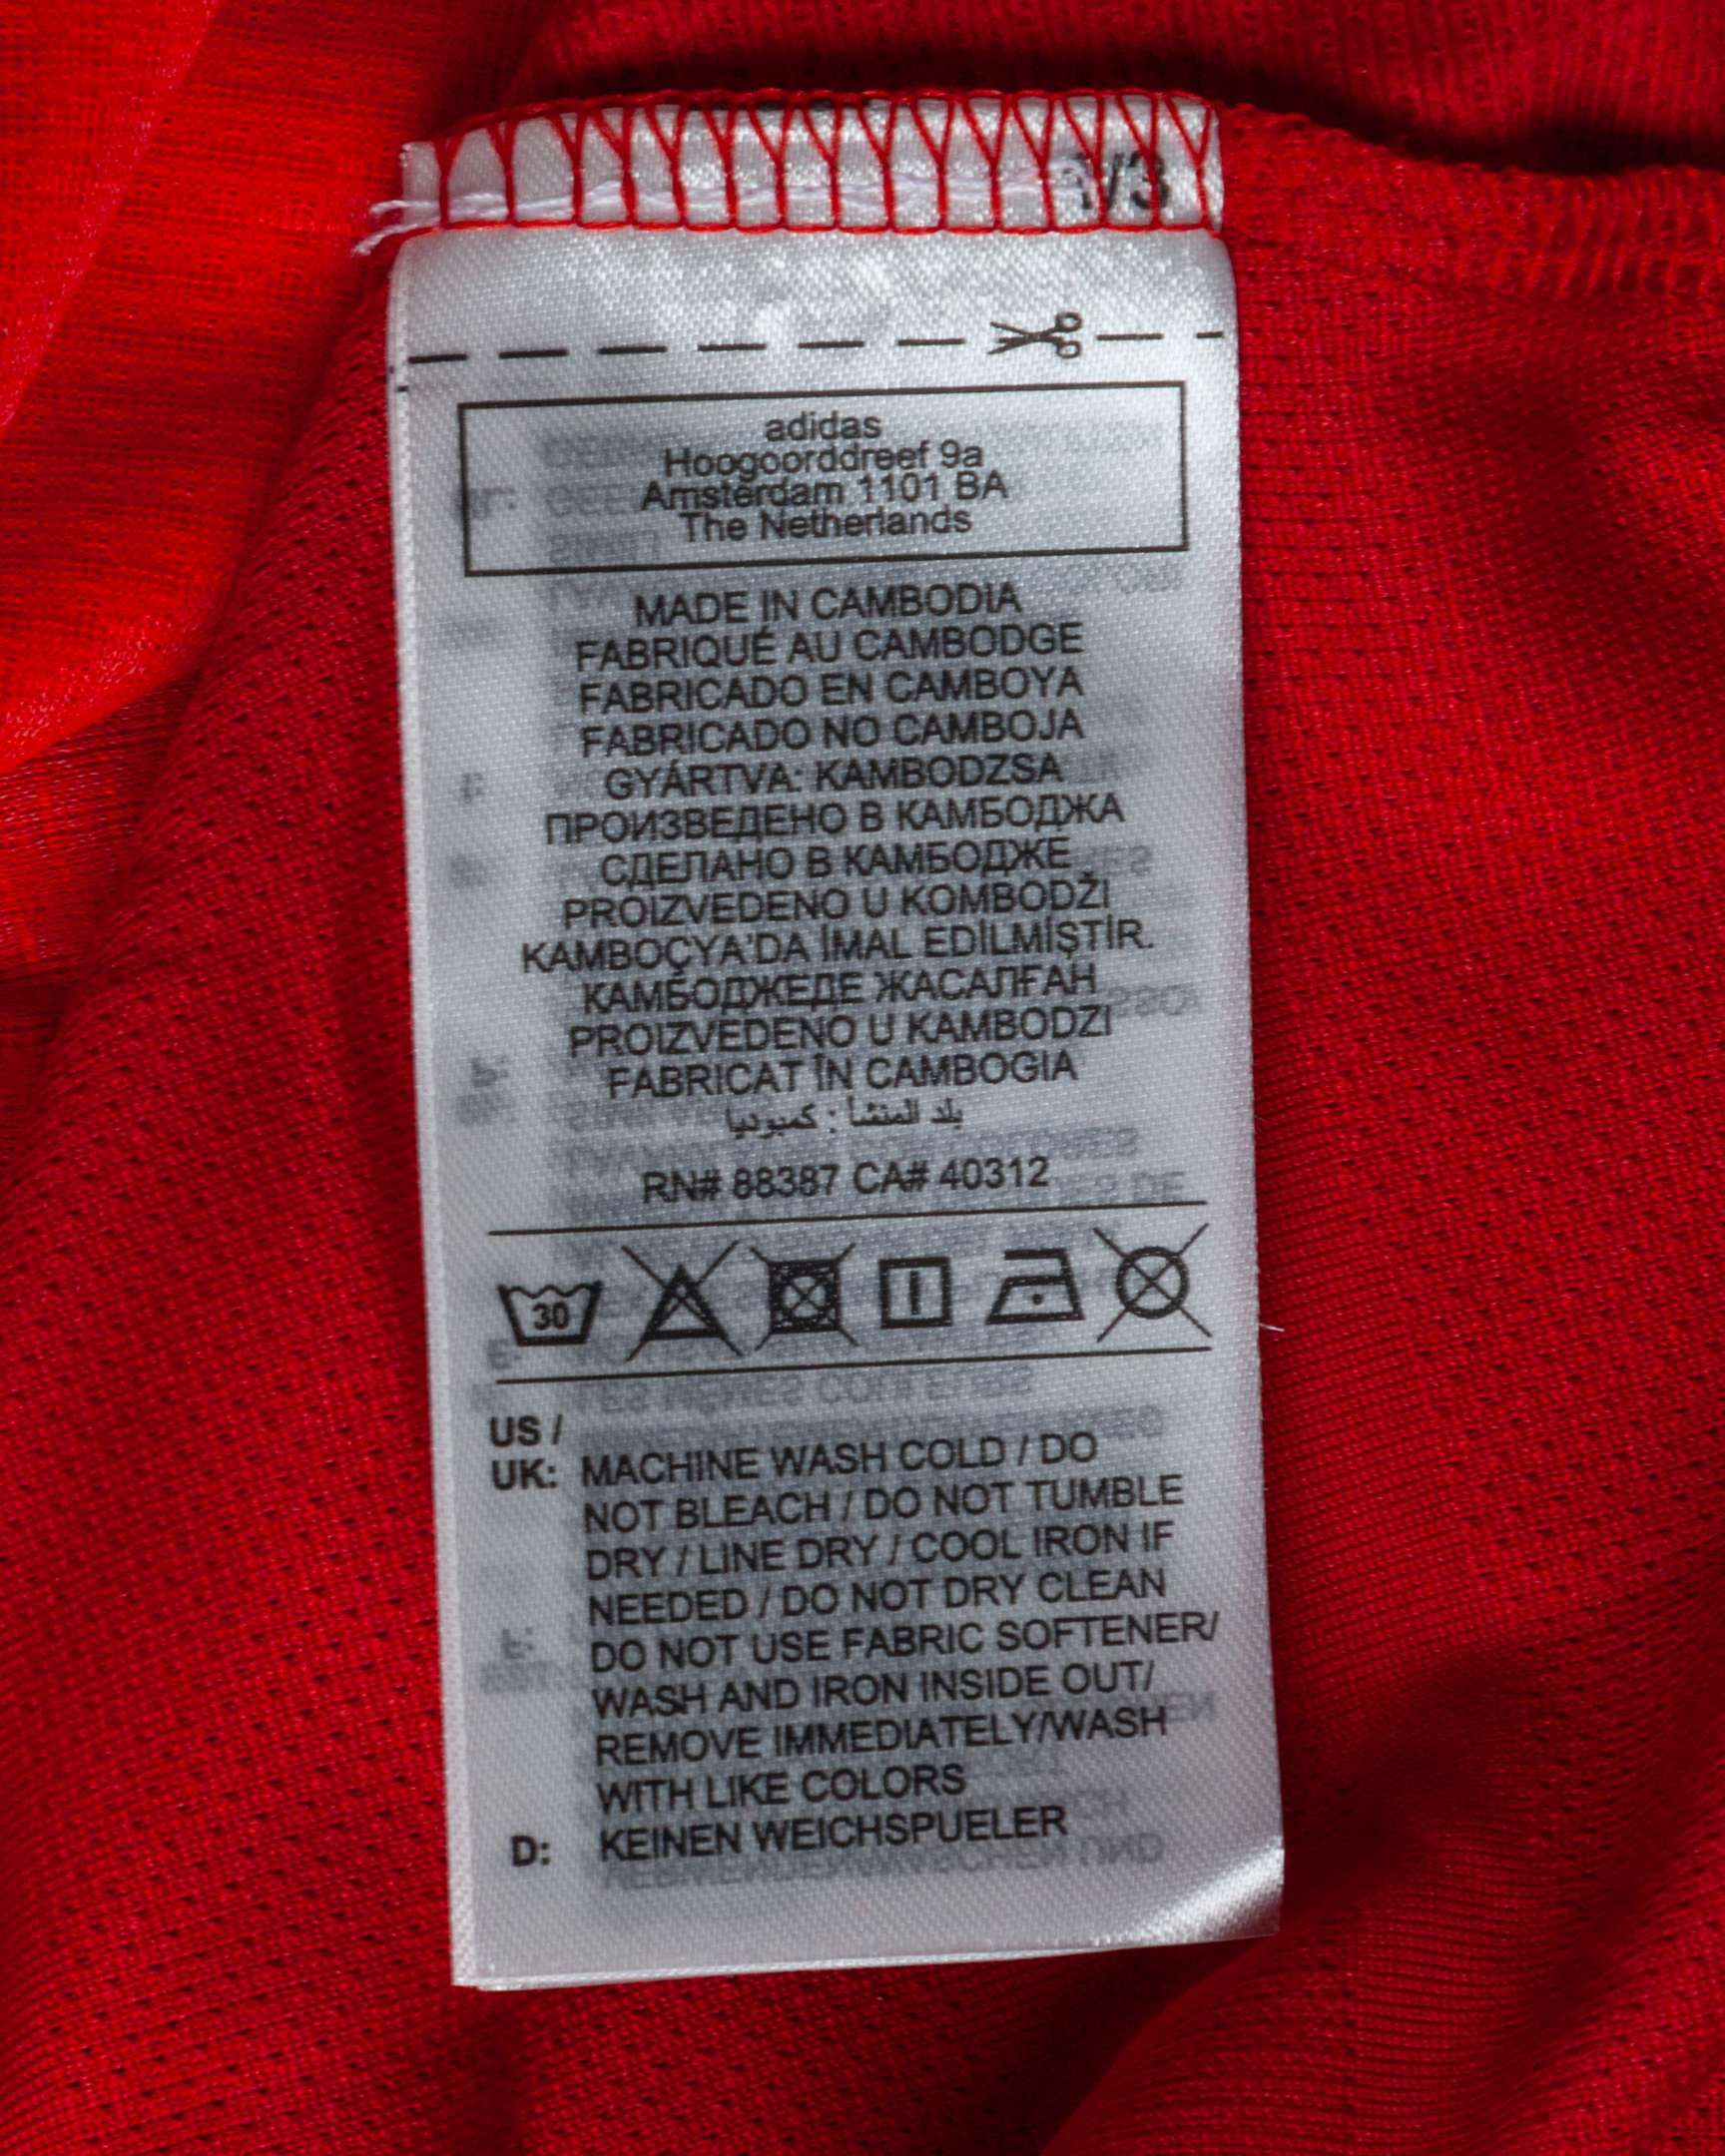 1/3
adidas
Hoogoorddreef 9a
Amsterdam 1101 BA
The Netherlands
MADE IN CAMBODIA
FABRIQUÉ AU CAMBODGE
FABRICADO EN CAMBOYA
FABRICADO NO CAMBOJA
GYÁRTVA: KAMBODZSA
ПРОИЗВЕДЕНО В КАМБОДЖА
СДЕЛАНО В КАМБОДЖЕ
PROIZVEDENO U KOMBODŽI
KAMBOÇYA'DA İMAL EDİLMİŞTİR.
КАМБОДЖЕДЕ ЖАСАЛҒАН
PROIZVEDENO U KAMBODZI
FABRICAT ÎN CAMBOGIA
بلد المنشأ : كمبوديا
RN# 88387 CA# 40312
30
US /
UK: MACHINE WASH COLD / DO
NOT BLEACH / DO NOT TUMBLE
DRY / LINE DRY / COOL IRON IF
NEEDED / DO NOT DRY CLEAN
DO NOT USE FABRIC SOFTENER/
WASH AND IRON INSIDE OUT/
REMOVE IMMEDIATELY/WASH
WITH LIKE COLORS
D: KEINEN WEICHSPUELER